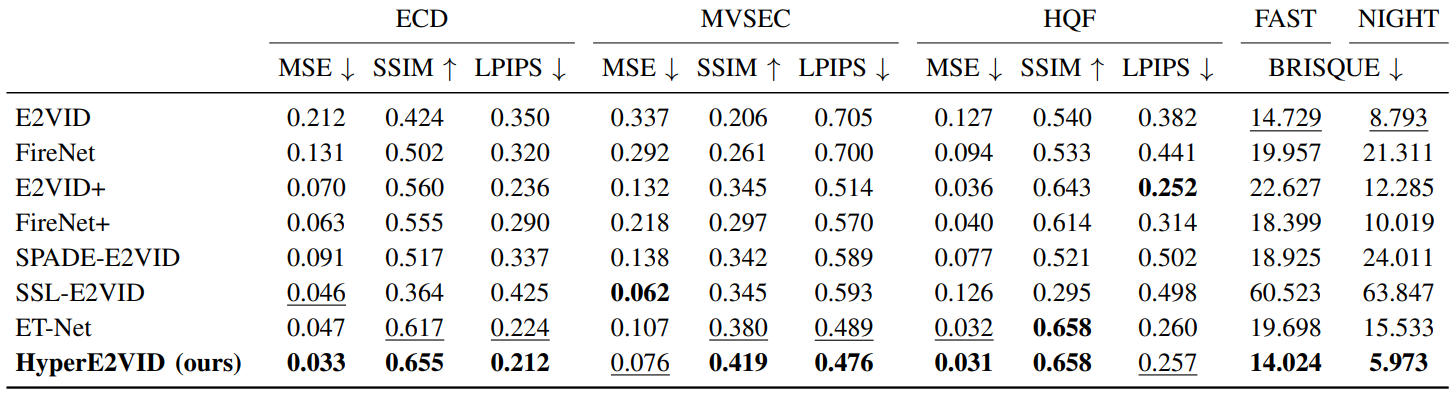 ECD MVSEC HQF FAST NIGHT
MSE ↓ SSIM ↑ LPIPS ↓ MSE ↓ SSIM ↑ LPIPS ↓ MSE ↓ SSIM ↑ LPIPS ↓ BRISQUE ↓
E2VID 0.212 0.424 0.350 0.337 0.206 0.705 0.127 0.540 0.382 14.729 8.793
FireNet 0.131 0.502 0.320 0.292 0.261 0.700 0.094 0.533 0.441 19.957 21.311
E2VID+ 0.070 0.560 0.236 0.132 0.345 0.514 0.036 0.643 0.252 22.627 12.285
FireNet+ 0.063 0.555 0.290 0.218 0.297 0.570 0.040 0.614 0.314 18.399 10.019
SPADE-E2VID 0.091 0.517 0.337 0.138 0.342 0.589 0.077 0.521 0.502 18.925 24.011
SSL-E2VID 0.046 0.364 0.425 0.062 0.345 0.593 0.126 0.295 0.498 60.523 63.847
ET-Net 0.047 0.617 0.224 0.107 0.380 0.489 0.032 0.658 0.260 19.698 15.533
HyperE2VID (ours) 0.033 0.655 0.212 0.076 0.419 0.476 0.031 0.658 0.257 14.024 5.973